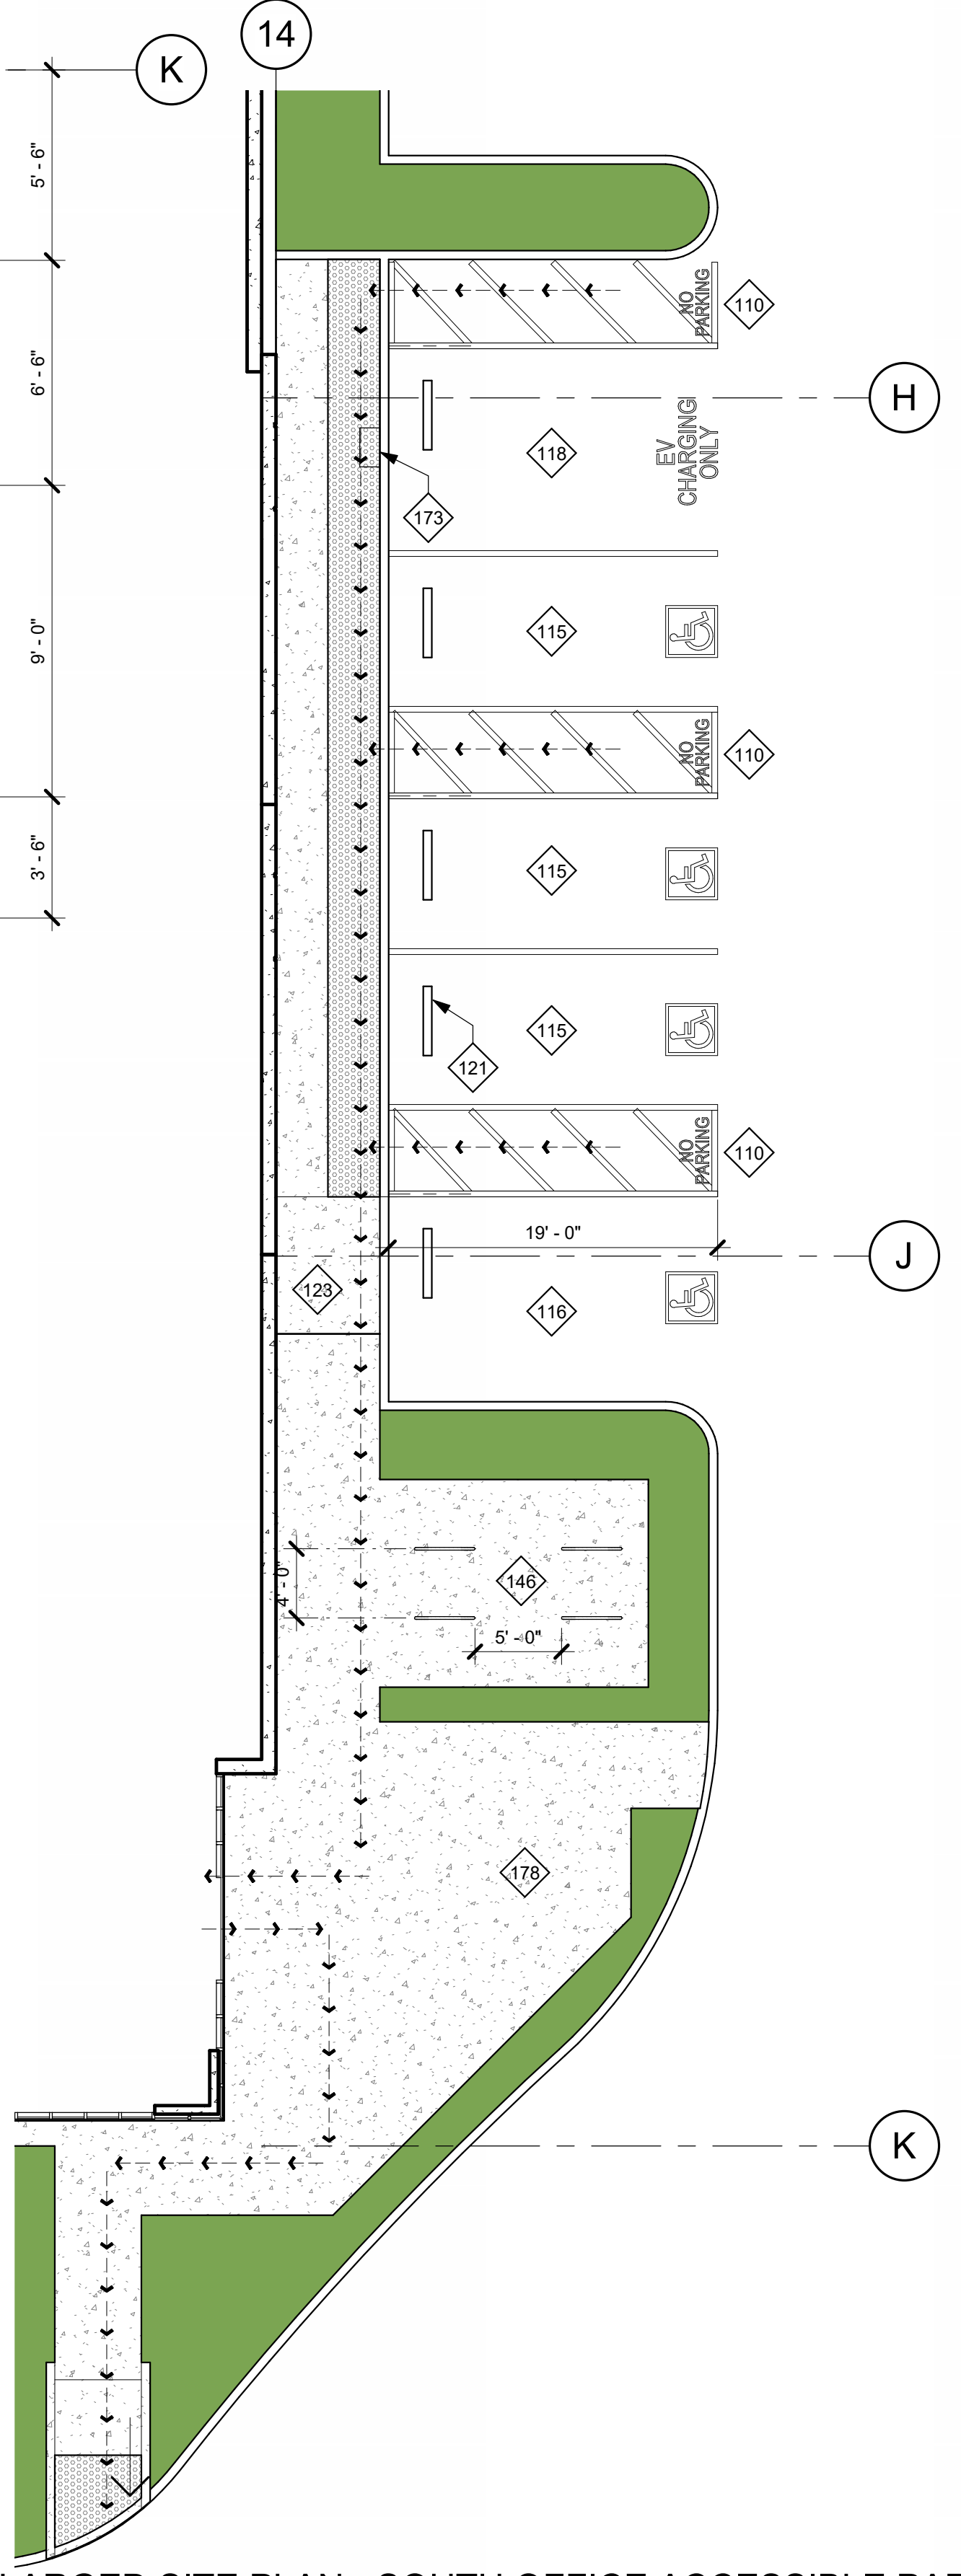 14
K
5' - 6"
6' - 6"
9' - 0"
3' - 6"
NO
PARKING
110
H
118
EV
CHARGING
ONLY
173
115
NO
PARKING
110
115
115
121
NO
PARKING
110
19' - 0"
J
123
116
4' - 0"
146
5' - 0"
178
K